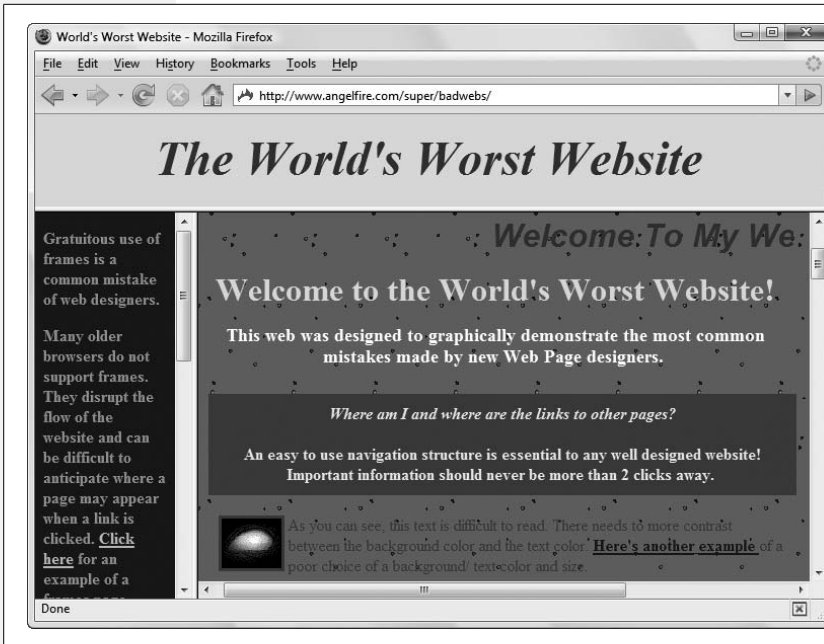 World's Worst Website - Mozilla Firefox
File Edit View History Bookmarks Tools Help
http://www.angelfire.com/super/badwebs/
The World's Worst Website
Gratuitous use of
frames is a
common mistake
of web designers.
Many older
browsers do not
support frames.
They disrupt the
flow of the
website and can
be difficult to
anticipate where a
page may appear
when a link is
clicked. Click
here for an
example of a
frames page
Welcome To My We
Welcome to the World's Worst Website!
This web was designed to graphically demonstrate the most common
mistakes made by new Web Page designers.
Where am I and where are the links to other pages?
An easy to use navigation structure is essential to any well designed website!
Important information should never be more than 2 clicks away.
As you can see, this text is difficult to read. There needs to more contrast
between the background color and the text color. Here's another example of a
poor choice of a background/ text color and size.
Done